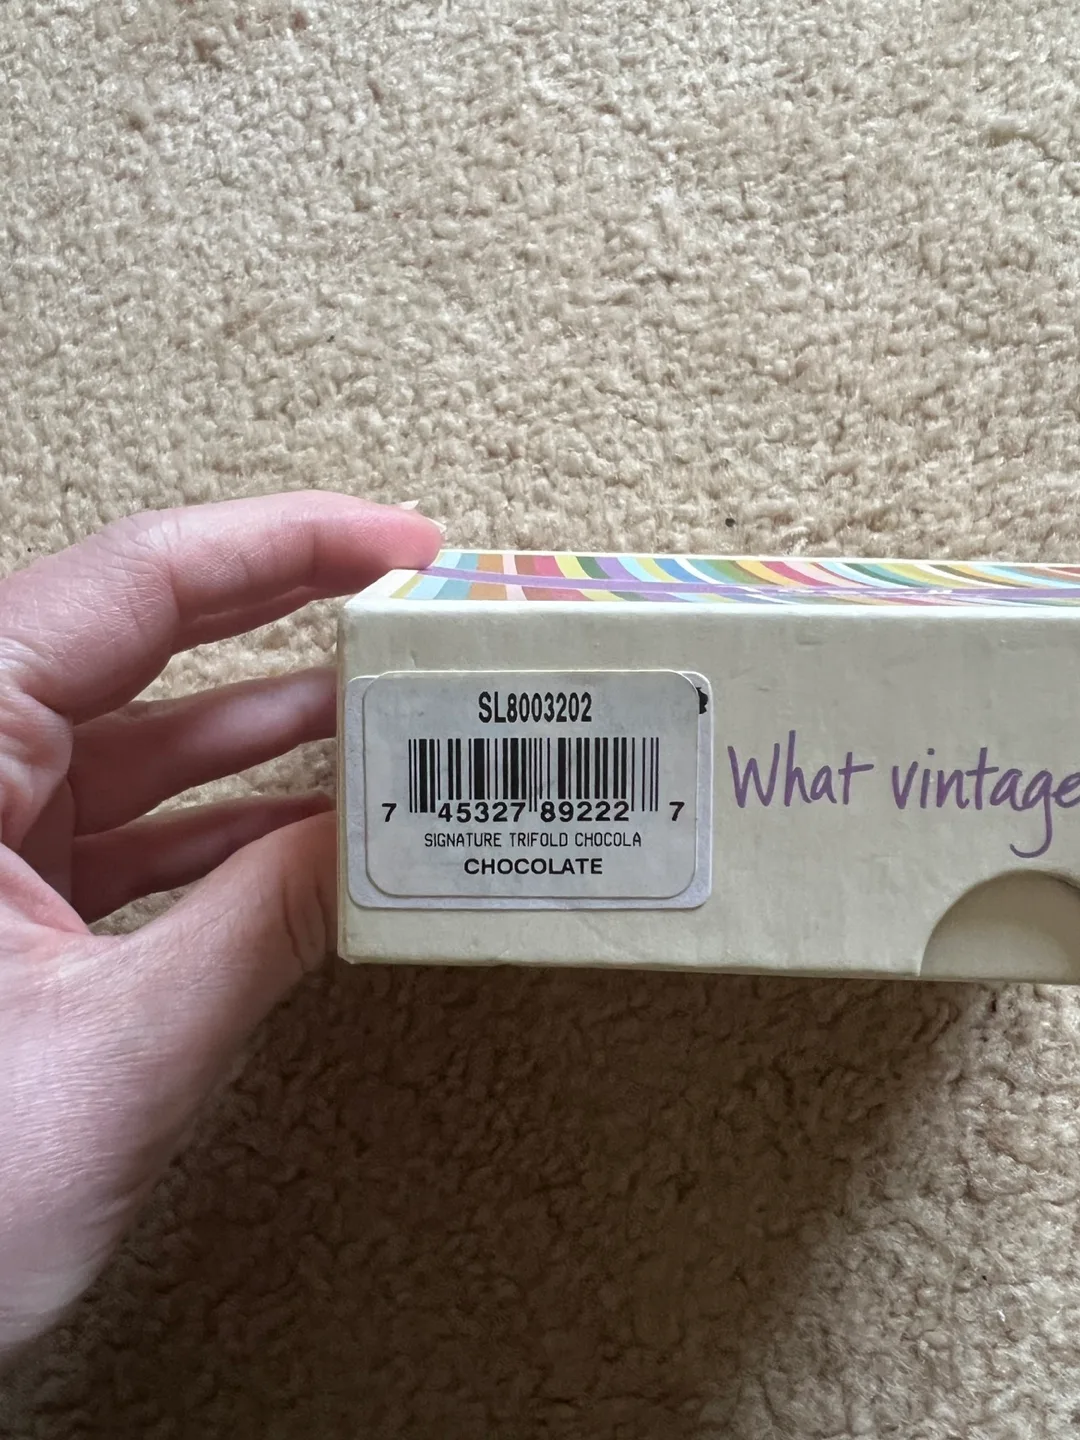 SL8003202
7 45327 89222 7
SIGNATURE TRIFOLD CHOCOLA
CHOCOLATE
What vintage